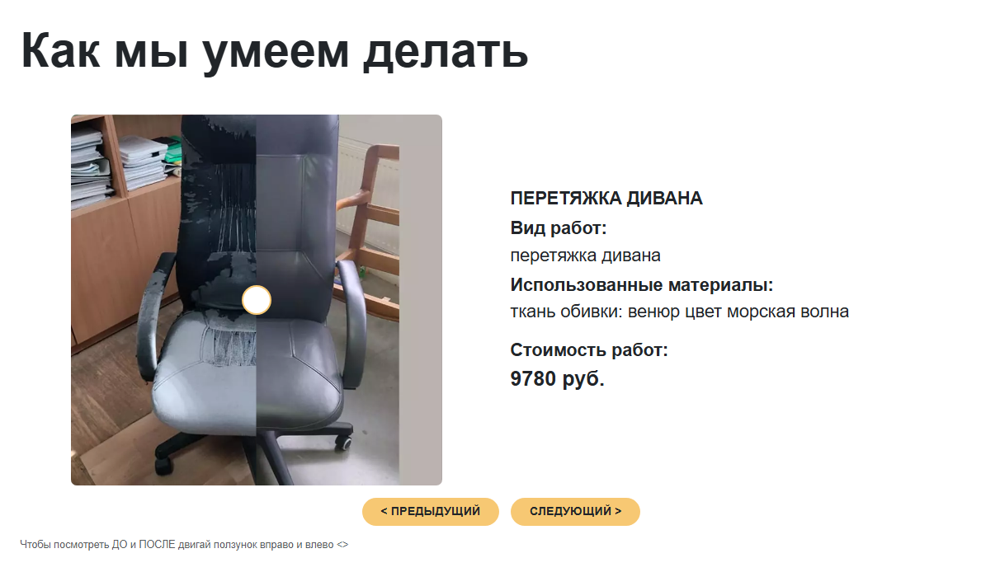 Как мы умеем делать
ПЕРЕТЯЖКА ДИВАНА
Вид работ:
перетяжка дивана
Использованные материалы:
ткань обивки: венюр цвет морская волна
Стоимость работ:
9780 руб.
< ПРЕДЫДУЩИЙ
СЛЕДУЮЩИЙ >
Чтобы посмотреть ДО и ПОСЛЕ двигай ползунок вправо и влево <>